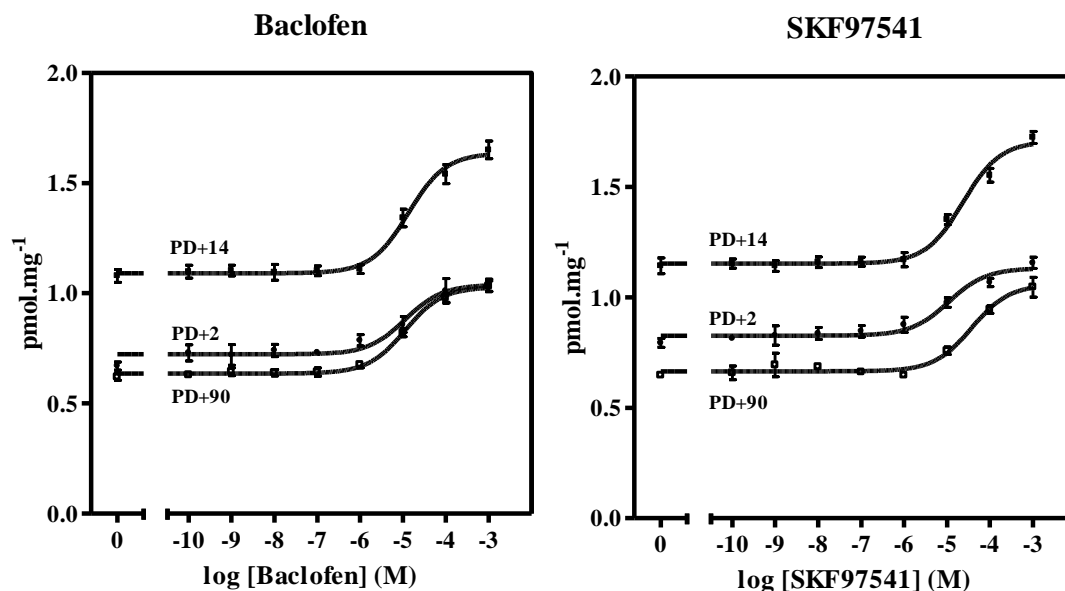 Baclofen
2.0
1.5
1.0
0.5
0.0
pmol.mg-1
PD+14
PD+2
PD+90
0 -10 -9 -8 -7 -6 -5 -4 -3
log [Baclofen] (M)
SKF97541
2.0
1.5
1.0
0.5
0.0
pmol.mg-1
PD+14
PD+2
PD+90
0 -10 -9 -8 -7 -6 -5 -4 -3
log [SKF97541] (M)